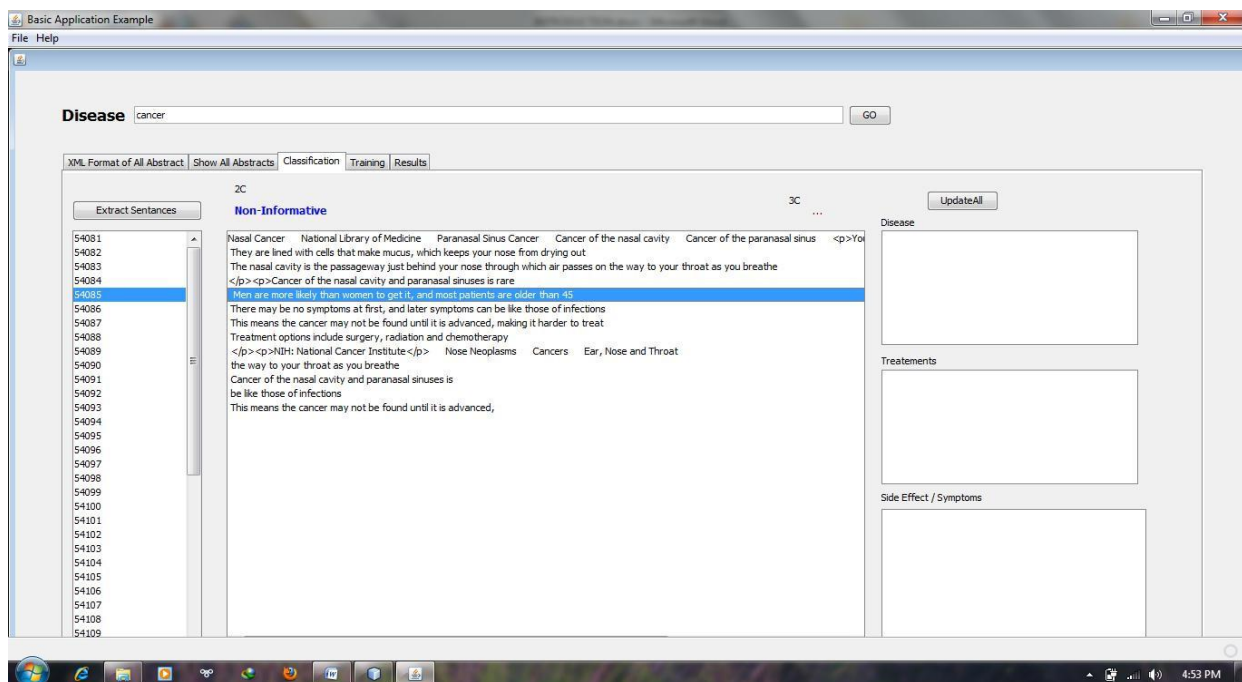 Basic Application Example
File Help
Disease cancer GO
XML Format of All Abstract Show All Abstracts Classification Training Results
2C
3C
UpdateAll
Extract Sentances
Non-Informative
...
Disease
54081
54082
54083
54084
54085
54086
54087
54088
54089
54090
54091
54092
54093
54094
54095
54096
54097
54098
54099
54100
54101
54102
54103
54104
54105
54106
54107
54108
54109
Nasal Cancer National Library of Medicine Paranasal Sinus Cancer Cancer of the nasal cavity Cancer of the paranasal sinus <p>You
They are lined with cells that make mucus, which keeps your nose from drying out
The nasal cavity is the passageway just behind your nose through which air passes on the way to your throat as you breathe
</p><p>Cancer of the nasal cavity and paranasal sinuses is rare
Men are more likely than women to get it, and most patients are older than 45
There may be no symptoms at first, and later symptoms can be like those of infections
This means the cancer may not be found until it is advanced, making it harder to treat
Treatment options include surgery, radiation and chemotherapy
</p><p>NIH: National Cancer Institute</p> Nose Neoplasms Cancers Ear, Nose and Throat
the way to your throat as you breathe
Cancer of the nasal cavity and paranasal sinuses is
be like those of infections
This means the cancer may not be found until it is advanced,
Treatements
Side Effect / Symptoms
4:53 PM